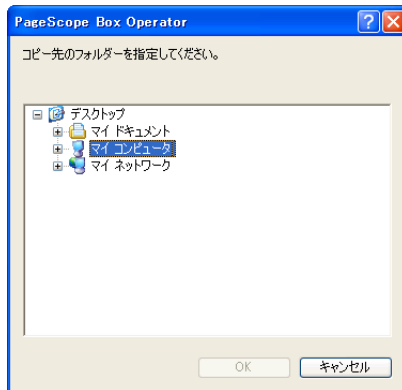 PageScope Box Operator
コピー先のフォルダーを指定してください。
デスクトップ
マイ ドキュメント
マイ コンピュータ
マイ ネットワーク
OK
キャンセル